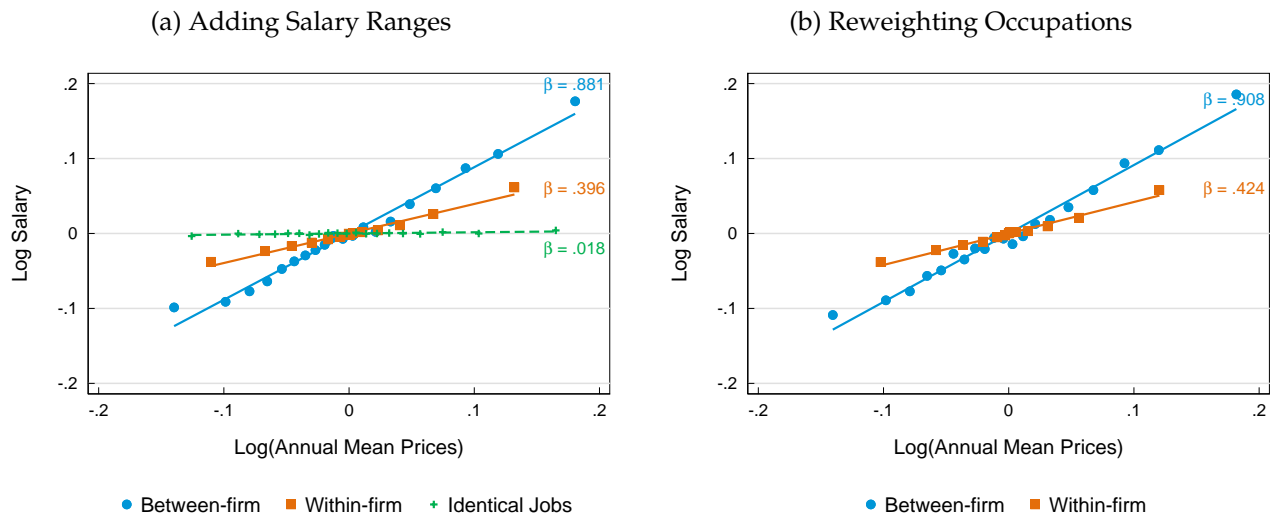 (a) Adding Salary Ranges
β = .881
β = .396
β = .018
.2
.1
0
-.1
-.2
Log Salary
-.2
-.1
0
.1
.2
Log(Annual Mean Prices)
Between-firm
Within-firm
Identical Jobs
(b) Reweighting Occupations
β = .908
β = .424
.2
.1
0
-.1
-.2
Log Salary
-.2
-.1
0
.1
.2
Log(Annual Mean Prices)
Between-firm
Within-firm